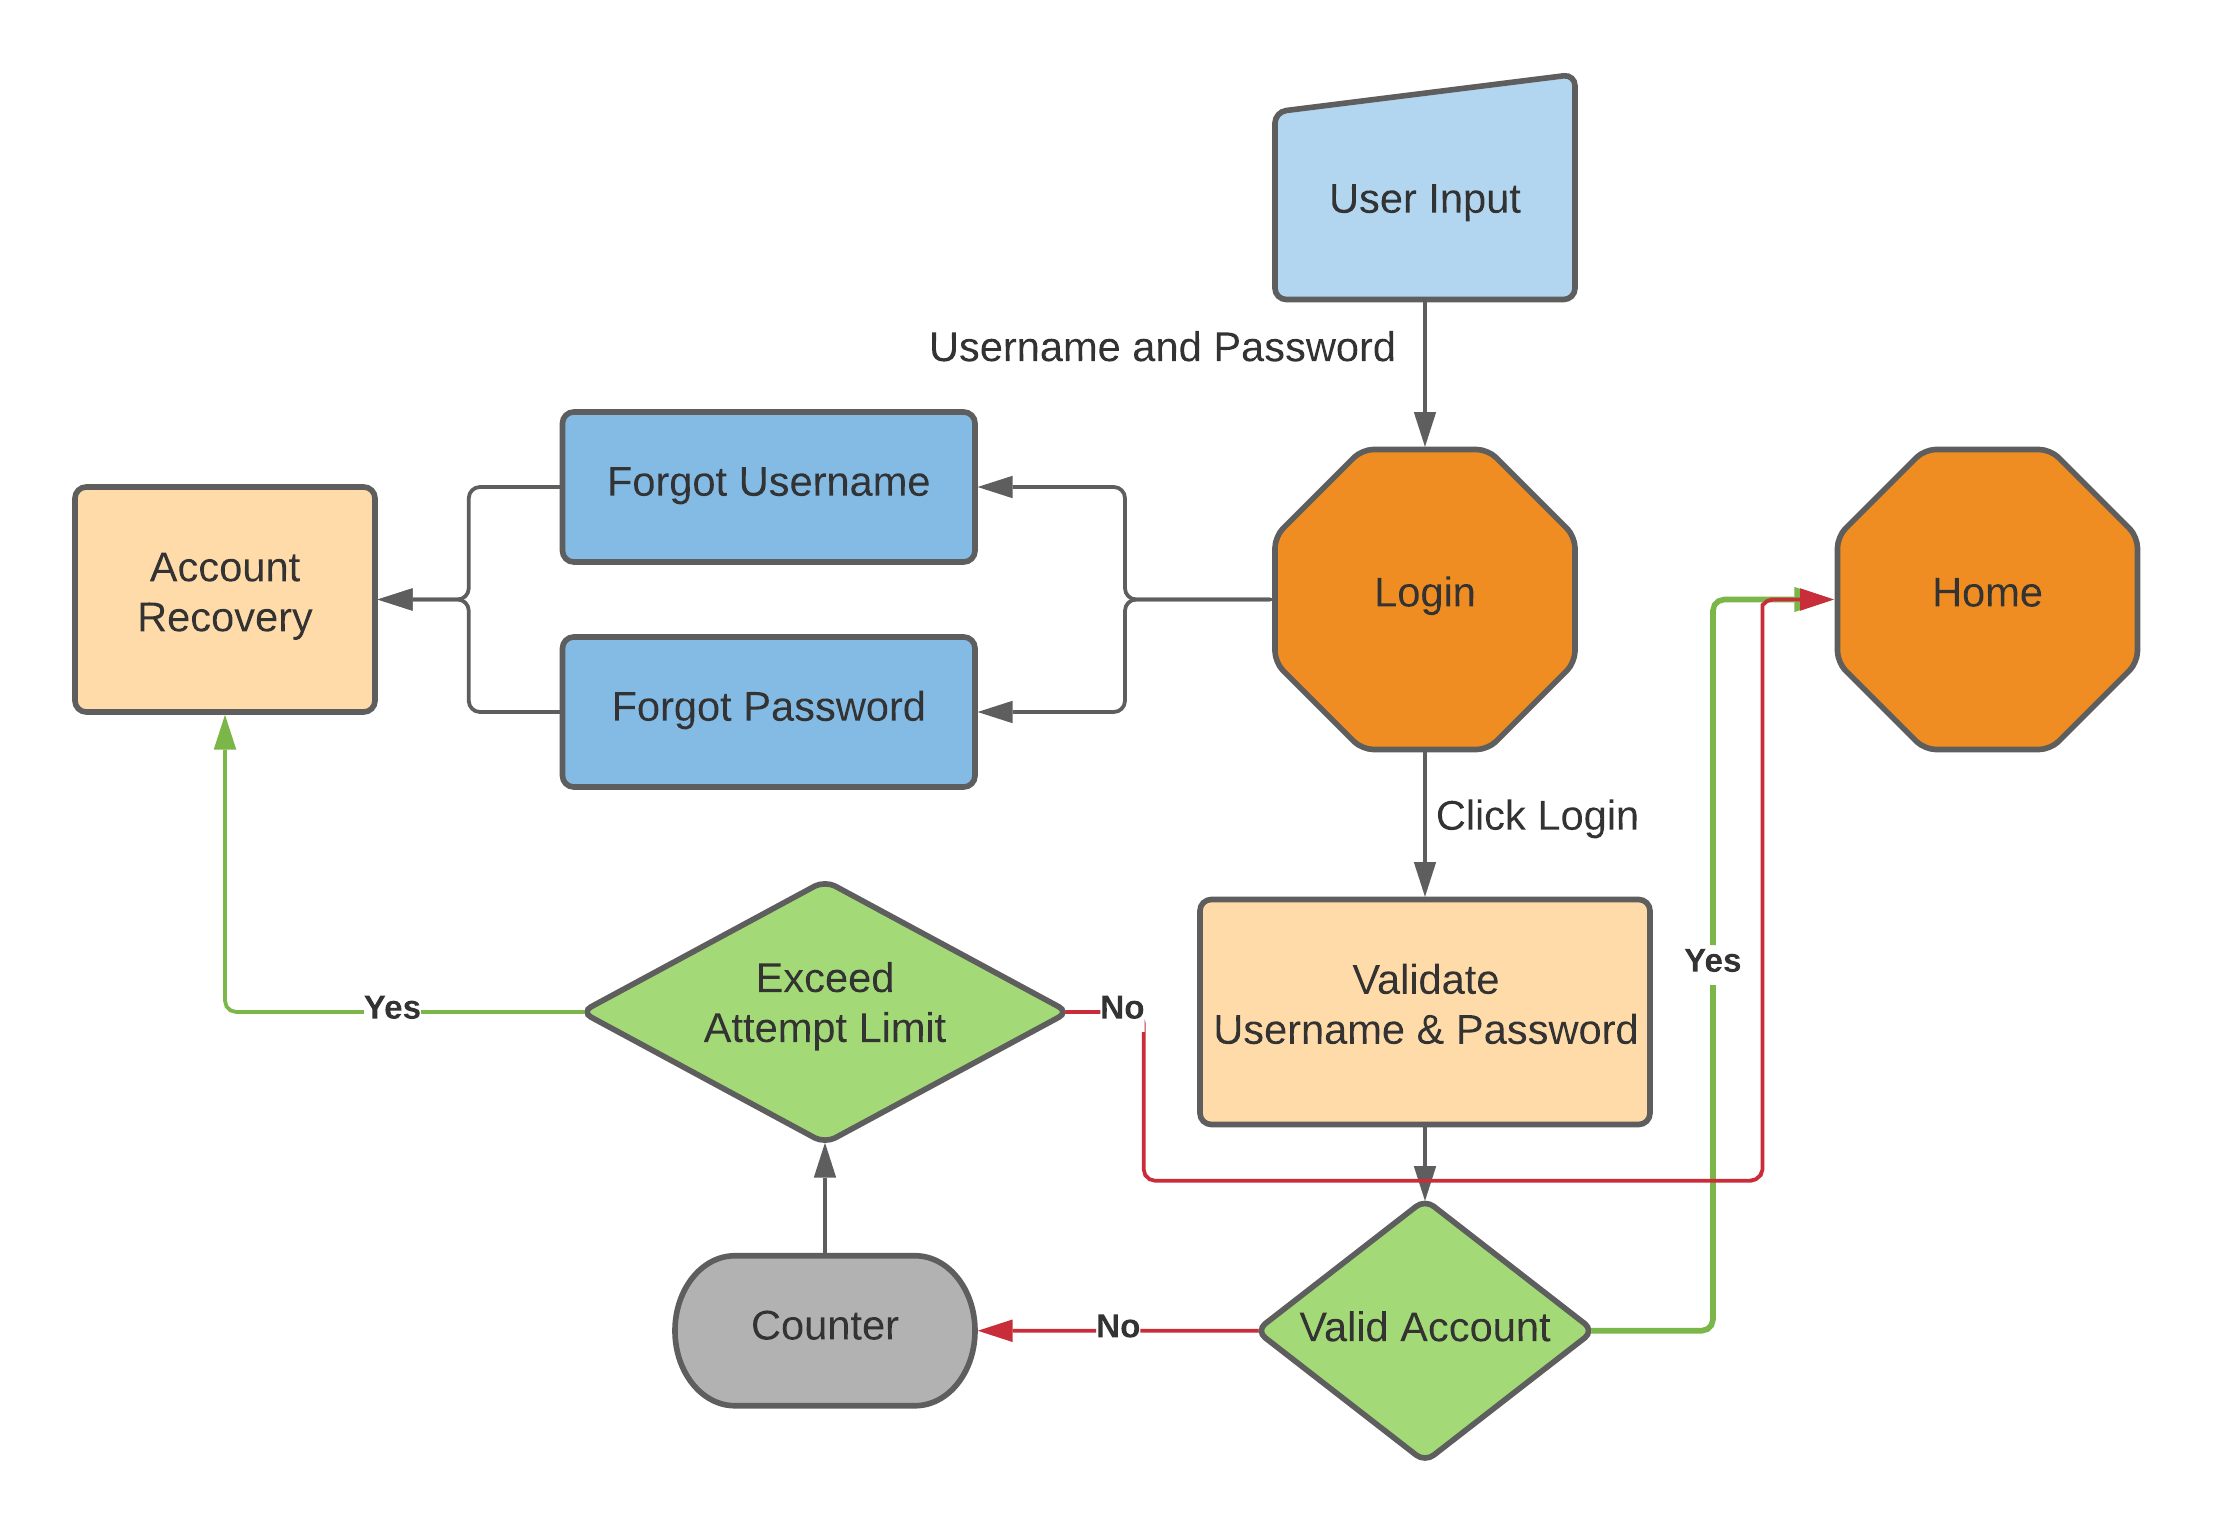 User Input
Username and Password
Forgot Username
Account
Recovery
Login
Home
Forgot Password
Click Login
Exceed
Attempt Limit
Yes
No
Validate
Username & Password
Yes
Counter
No
Valid Account